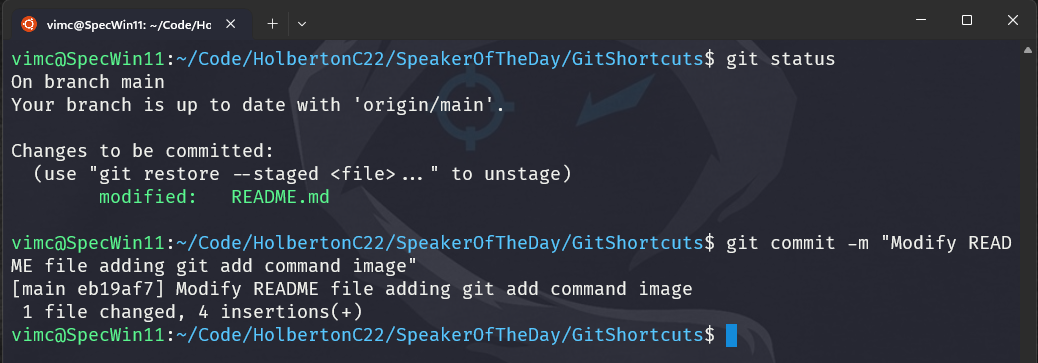 vimc@SpecWin11: ~/Code/Ho
vimc@SpecWin11:~/Code/HolbertonC22/SpeakerOfTheDay/GitShortcuts$ git status
On branch main
Your branch is up to date with 'origin/main'.
Changes to be committed:
(use "git restore --staged <file>..." to unstage)
modified: README.md
vimc@SpecWin11:~/Code/HolbertonC22/SpeakerOfTheDay/GitShortcuts$ git commit -m "Modify READ
ME file adding git add command image"
[main eb19af7] Modify README file adding git add command image
1 file changed, 4 insertions(+)
vimc@SpecWin11:~/Code/HolbertonC22/SpeakerOfTheDay/GitShortcuts$